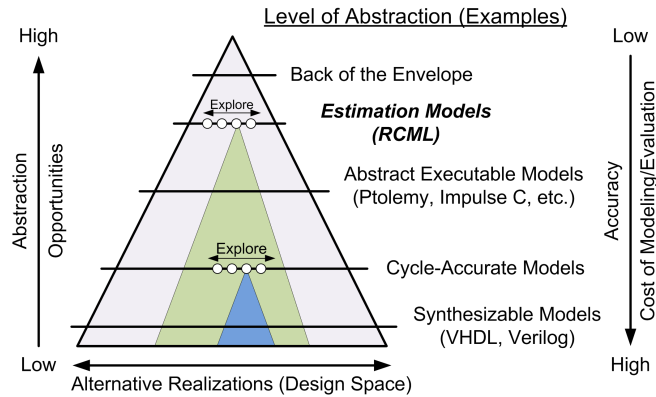 Level of Abstraction (Examples)
High
Low
Back of the Envelope
Explore
Estimation Models
(RCML)
Abstraction
Opportunities
Abstract Executable Models
(Ptolemy, Impulse C, etc.)
Accuracy
Cost of Modeling/Evaluation
Explore
Cycle-Accurate Models
Synthesizable Models
(VHDL, Verilog)
Low
High
Alternative Realizations (Design Space)